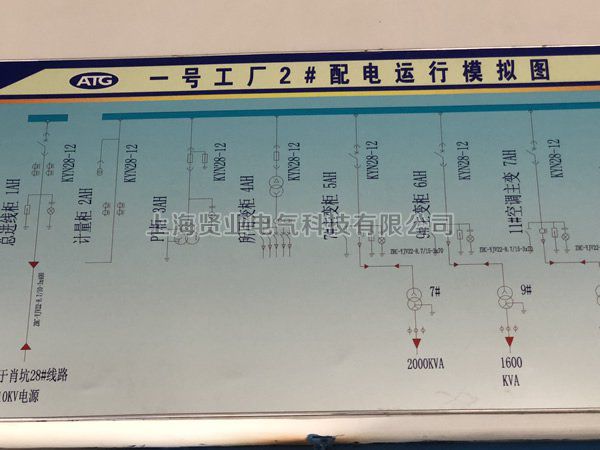 ATG
一号工厂2#配电运行模拟图
总进线柜 1AH
KYN28-12
计量柜 2AH
KYN28-12
PT柜 3AH
KYN28-12
所用变柜 4AH
KYN28-12
7#主变柜 5AH
KYN28-12
9#主变柜 6AH
KYN28-12
11#空调主变 7AH
KYN28-12
上海贤业电气科技有限公司
7#
9#
2000KVA
1600
KVA
于肖坑28#线路
10KV电源